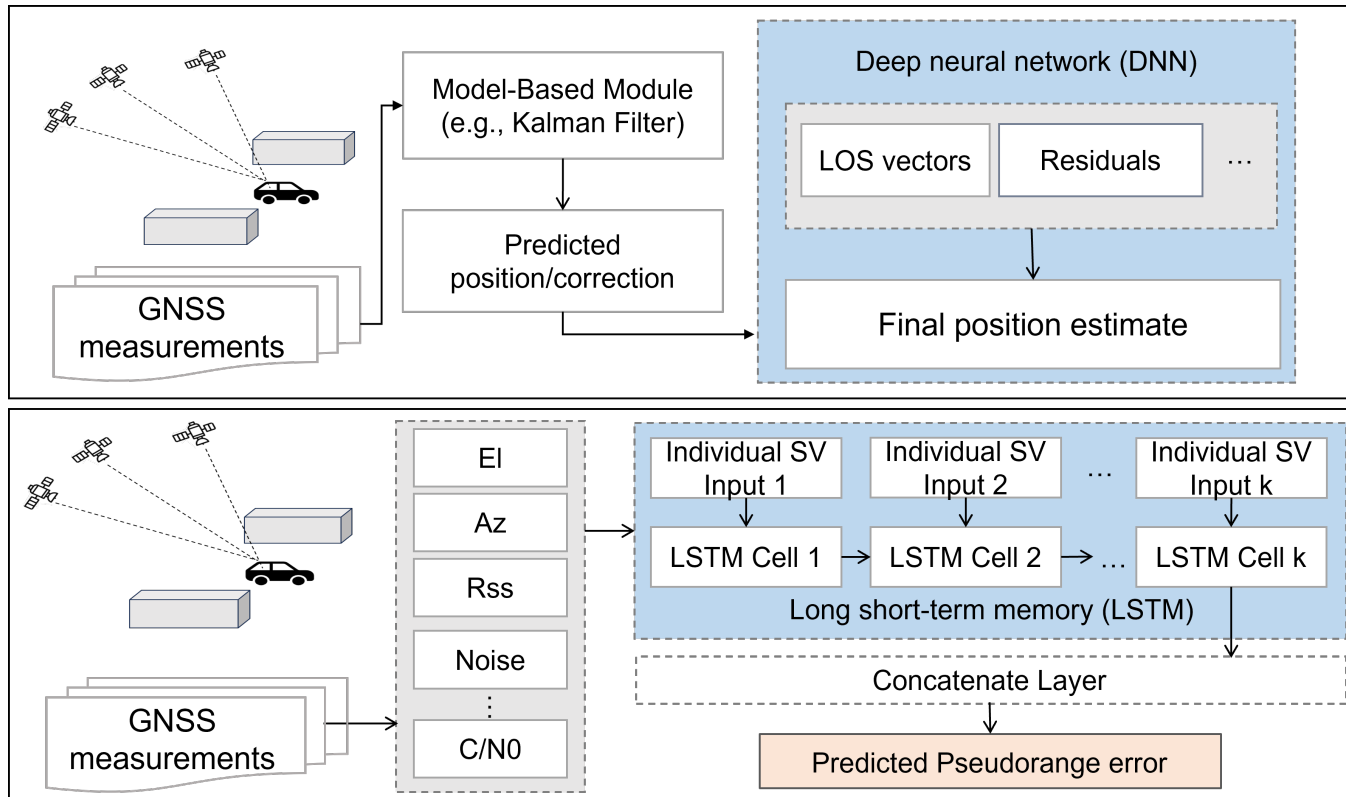 GNSS
measurements
Model-Based Module
(e.g., Kalman Filter)
Predicted
position/correction
Deep neural network (DNN)
LOS vectors
Residuals
...
Final position estimate
GNSS
measurements
El
Az
Rss
Noise
⋮
C/N0
Individual SV
Input 1
Individual SV
Input 2
...
Individual SV
Input k
LSTM Cell 1
LSTM Cell 2
...
LSTM Cell k
Long short-term memory (LSTM)
Concatenate Layer
Predicted Pseudorange error